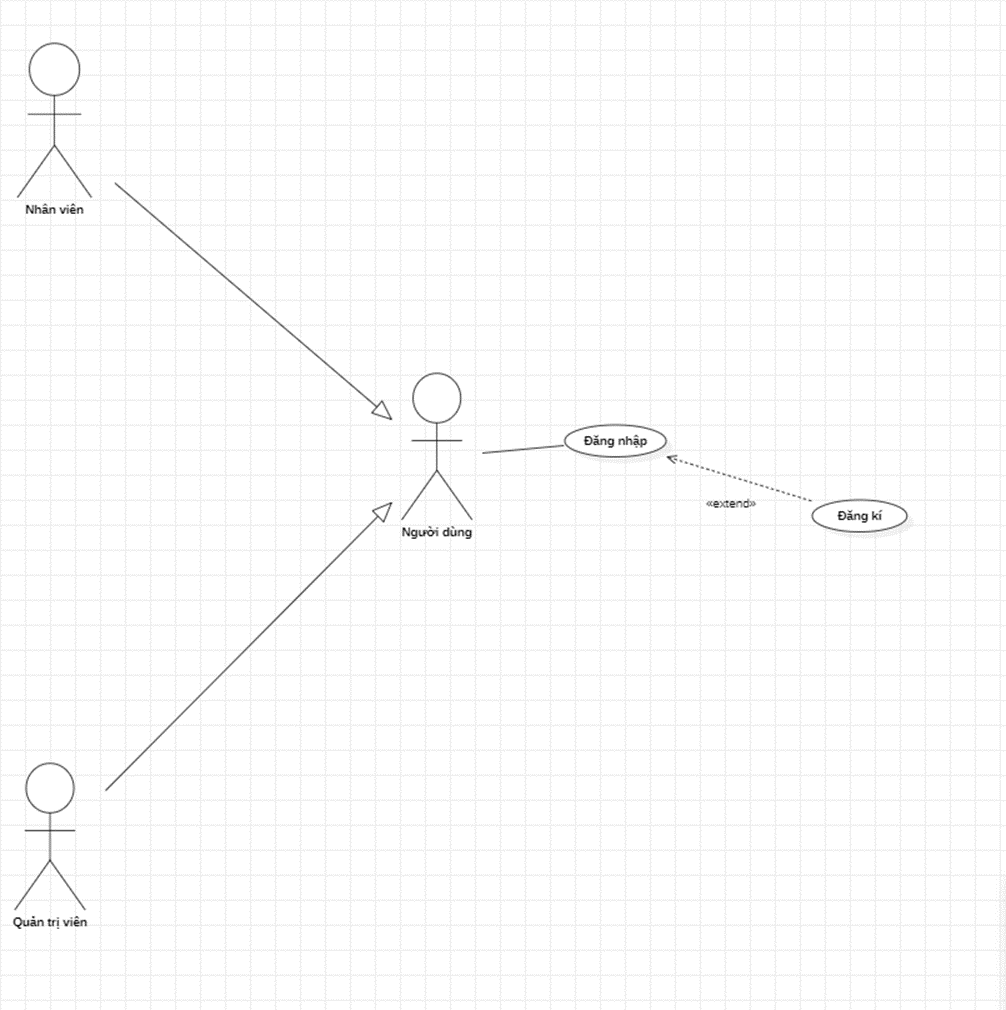 Nhân viên
Người dùng
Đăng nhập
«extend»
Đăng kí
Quản trị viên